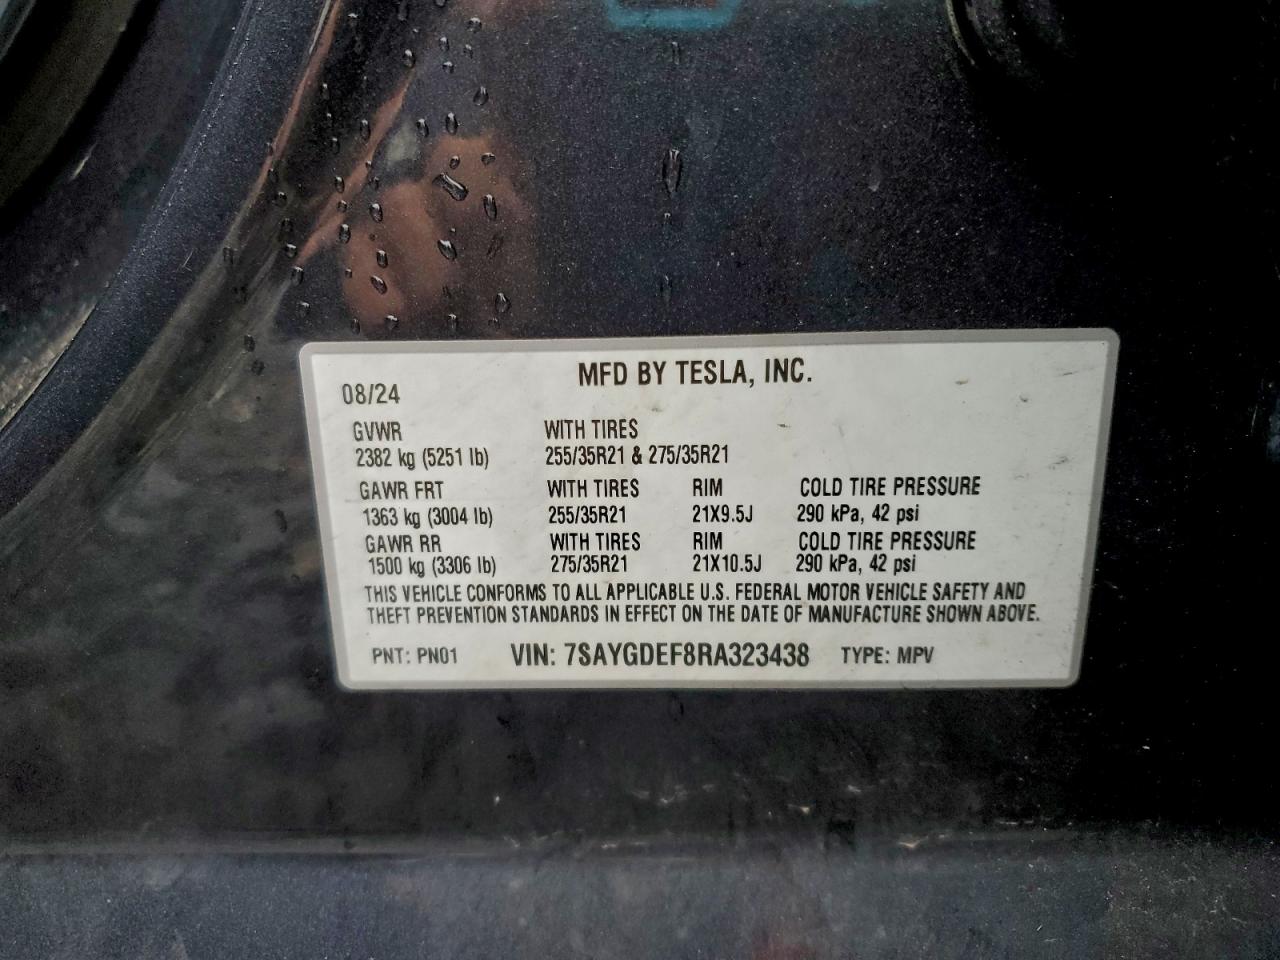 MFD BY TESLA, INC.
08/24
GVWR WITH TIRES
2382 kg (5251 lb) 255/35R21 & 275/35R21
GAWR FRT WITH TIRES RIM COLD TIRE PRESSURE
1363 kg (3004 lb) 255/35R21 21X9.5J 290 kPa, 42 psi
GAWR RR WITH TIRES RIM COLD TIRE PRESSURE
1500 kg (3306 lb) 275/35R21 21X10.5J 290 kPa, 42 psi
THIS VEHICLE CONFORMS TO ALL APPLICABLE U.S. FEDERAL MOTOR VEHICLE SAFETY AND
THEFT PREVENTION STANDARDS IN EFFECT ON THE DATE OF MANUFACTURE SHOWN ABOVE.
PNT: PN01 VIN: 7SAYGDEF8RA323438 TYPE: MPV